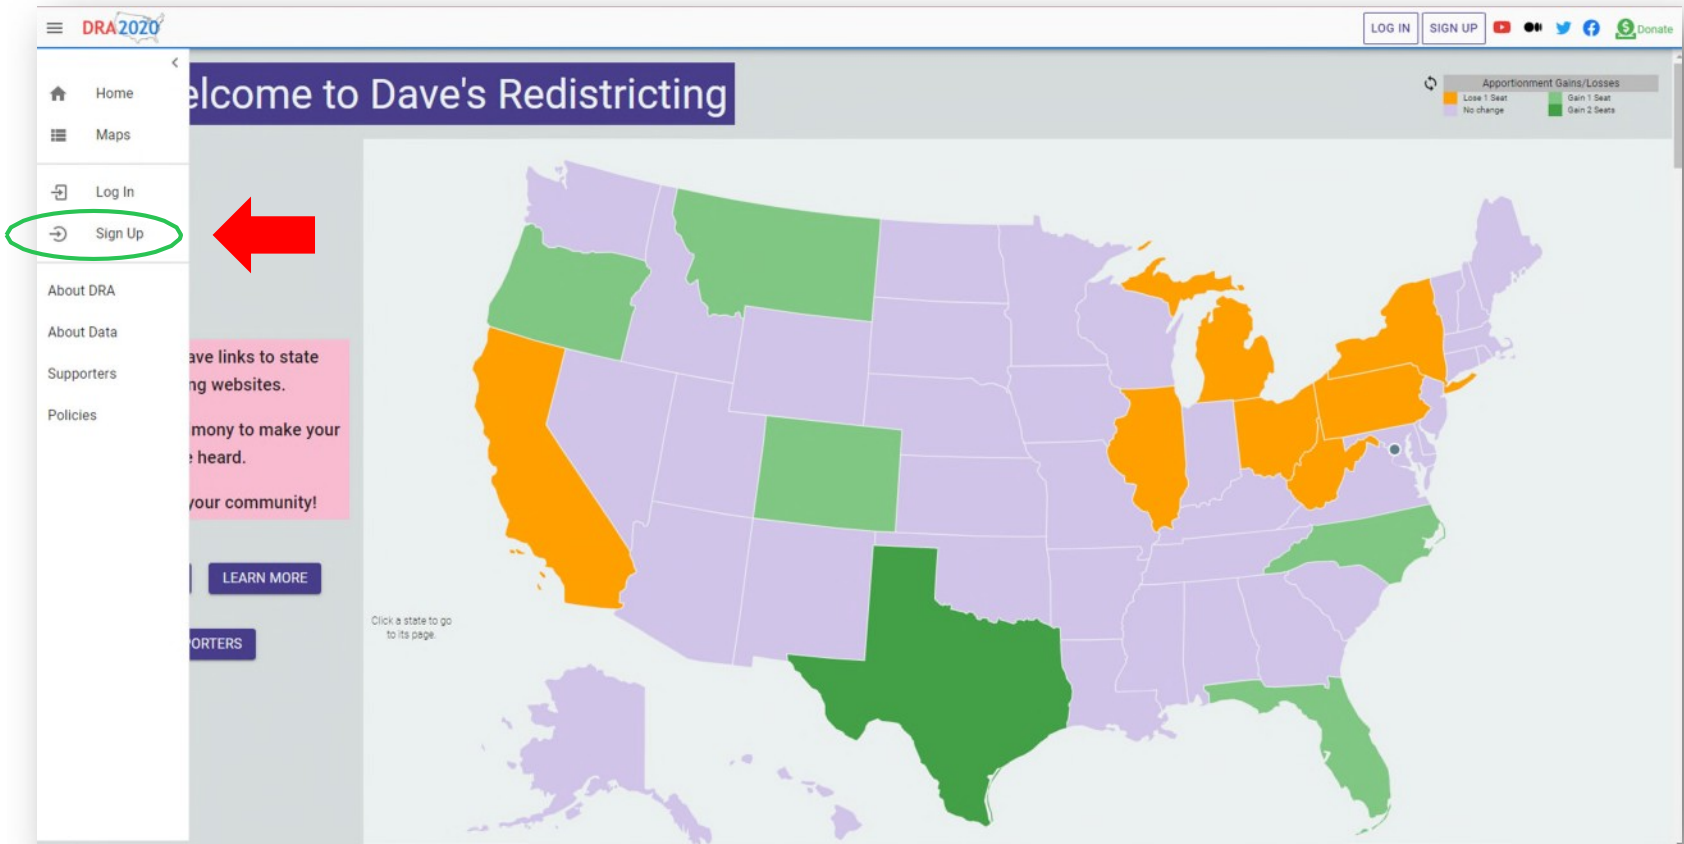 DRA2020
LOG IN
SIGN UP
Donate
Home
Maps
Log In
Sign Up
About DRA
About Data
Supporters
Policies
elcome to Dave's Redistricting
Apportionment Gains/Losses
Lose 1 Seat
Gain 1 Seat
No change
Gain 2 Seats
ave links to state
ng websites.
mony to make your
e heard.
your community!
LEARN MORE
PORTERS
Click a state to go
to its page.